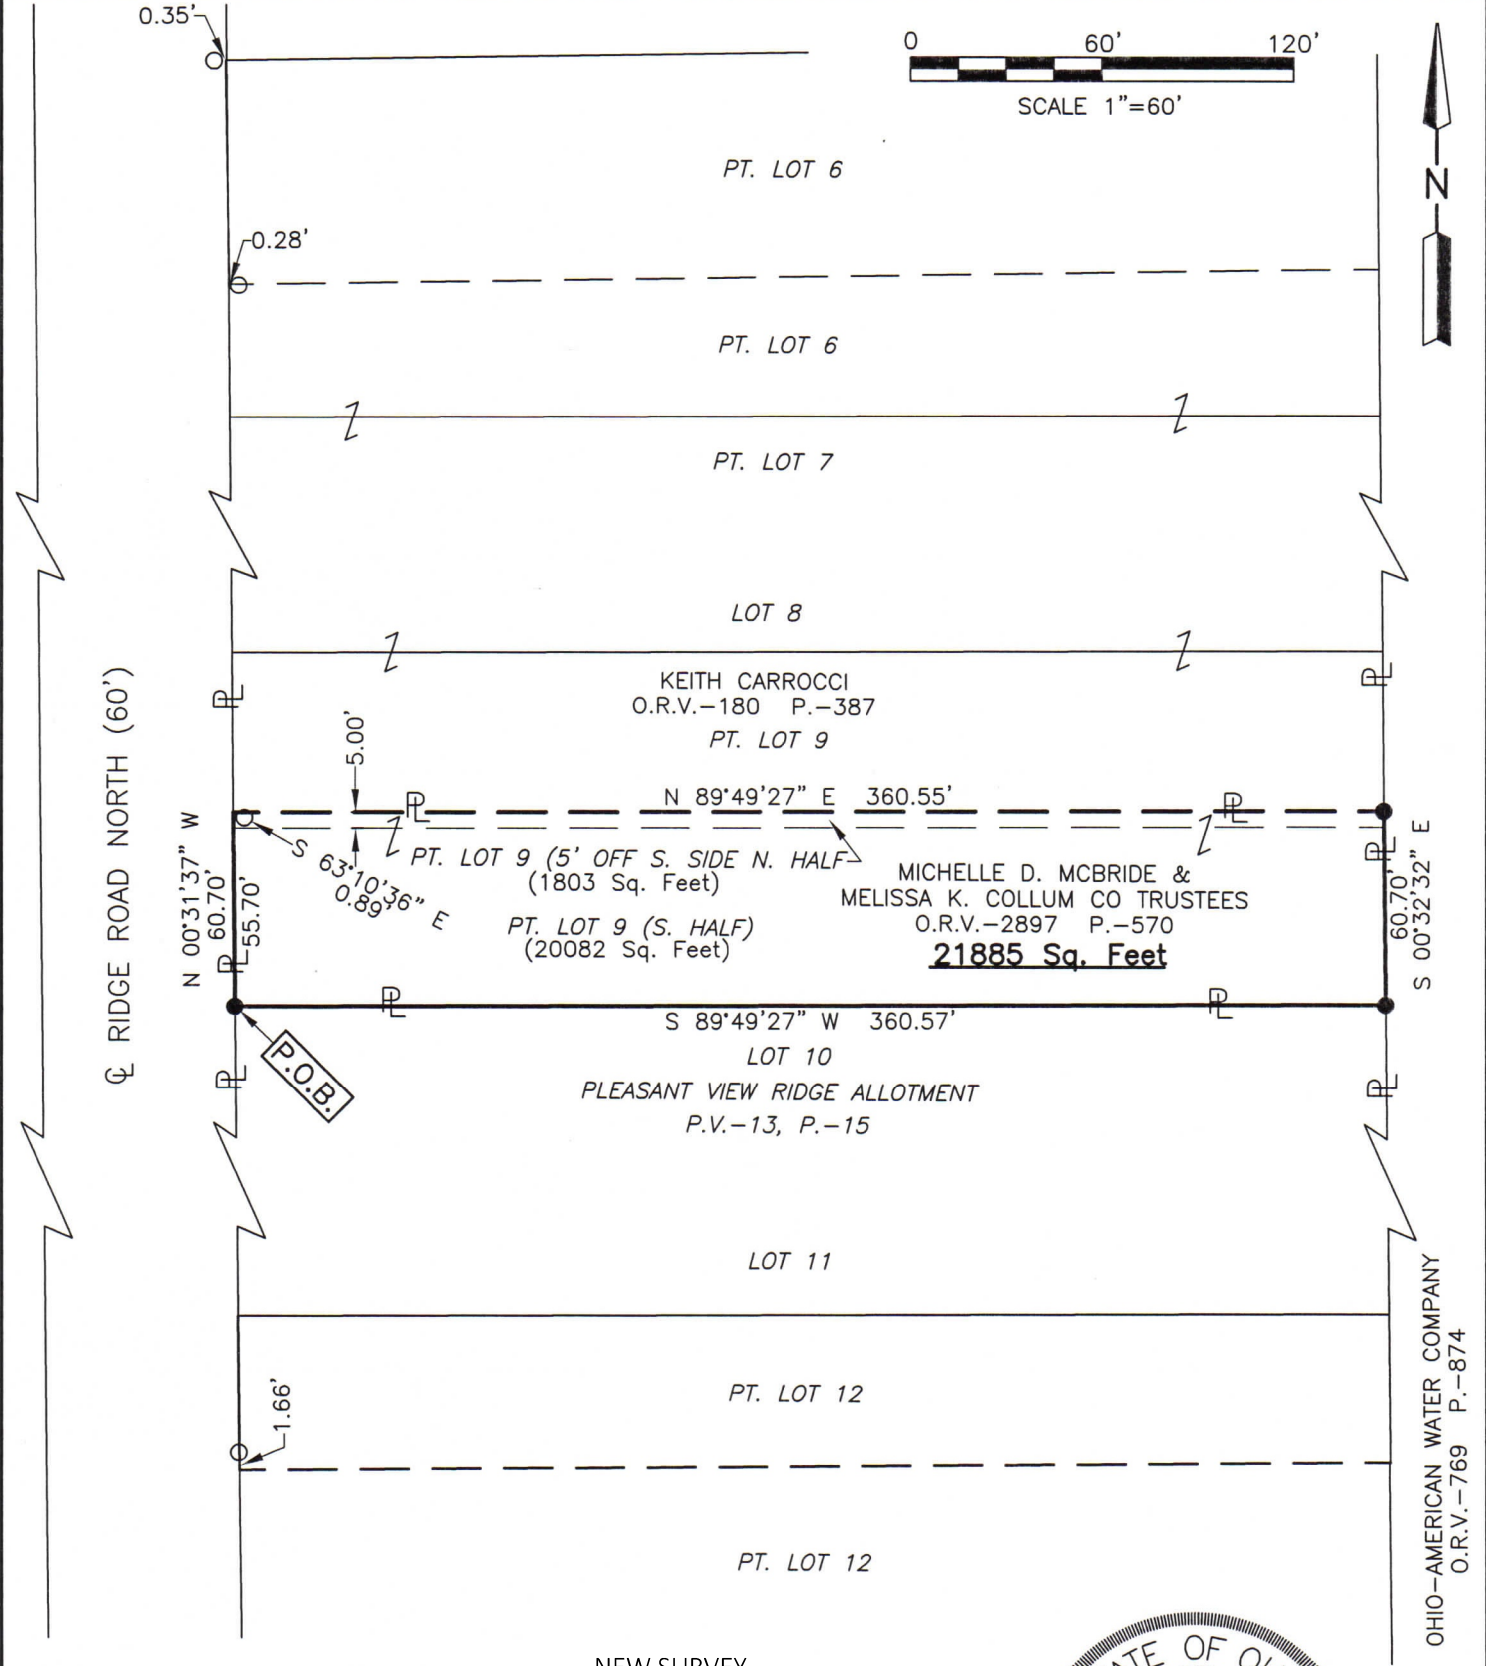 0.35'
0 60' 120'
SCALE 1"=60'
N
PT. LOT 6
0.28'
PT. LOT 6
PT. LOT 7
LOT 8
KEITH CARROCCI
O.R.V.-180 P.-387
PT. LOT 9
5.00'
N 89°49'27" E 360.55'
S 63°10'36" E
0.89'
PT. LOT 9 (5' OFF S. SIDE N. HALF
(1803 Sq. Feet)
PT. LOT 9 (S. HALF)
(20082 Sq. Feet)
MICHELLE D. MCBRIDE &
MELISSA K. COLLUM CO TRUSTEES
O.R.V.-2897 P.-570
21885 Sq. Feet
℄ RIDGE ROAD NORTH (60')
N 00°31'37" W
60.70'
55.70'
60.70'
S 00°32'32" E
S 89°49'27" W 360.57'
P.O.B.
LOT 10
PLEASANT VIEW RIDGE ALLOTMENT
P.V.-13, P.-15
LOT 11
PT. LOT 12
1.66'
PT. LOT 12
OHIO-AMERICAN WATER COMPANY
O.R.V.-769 P.-874
NEW SURVEY
OF